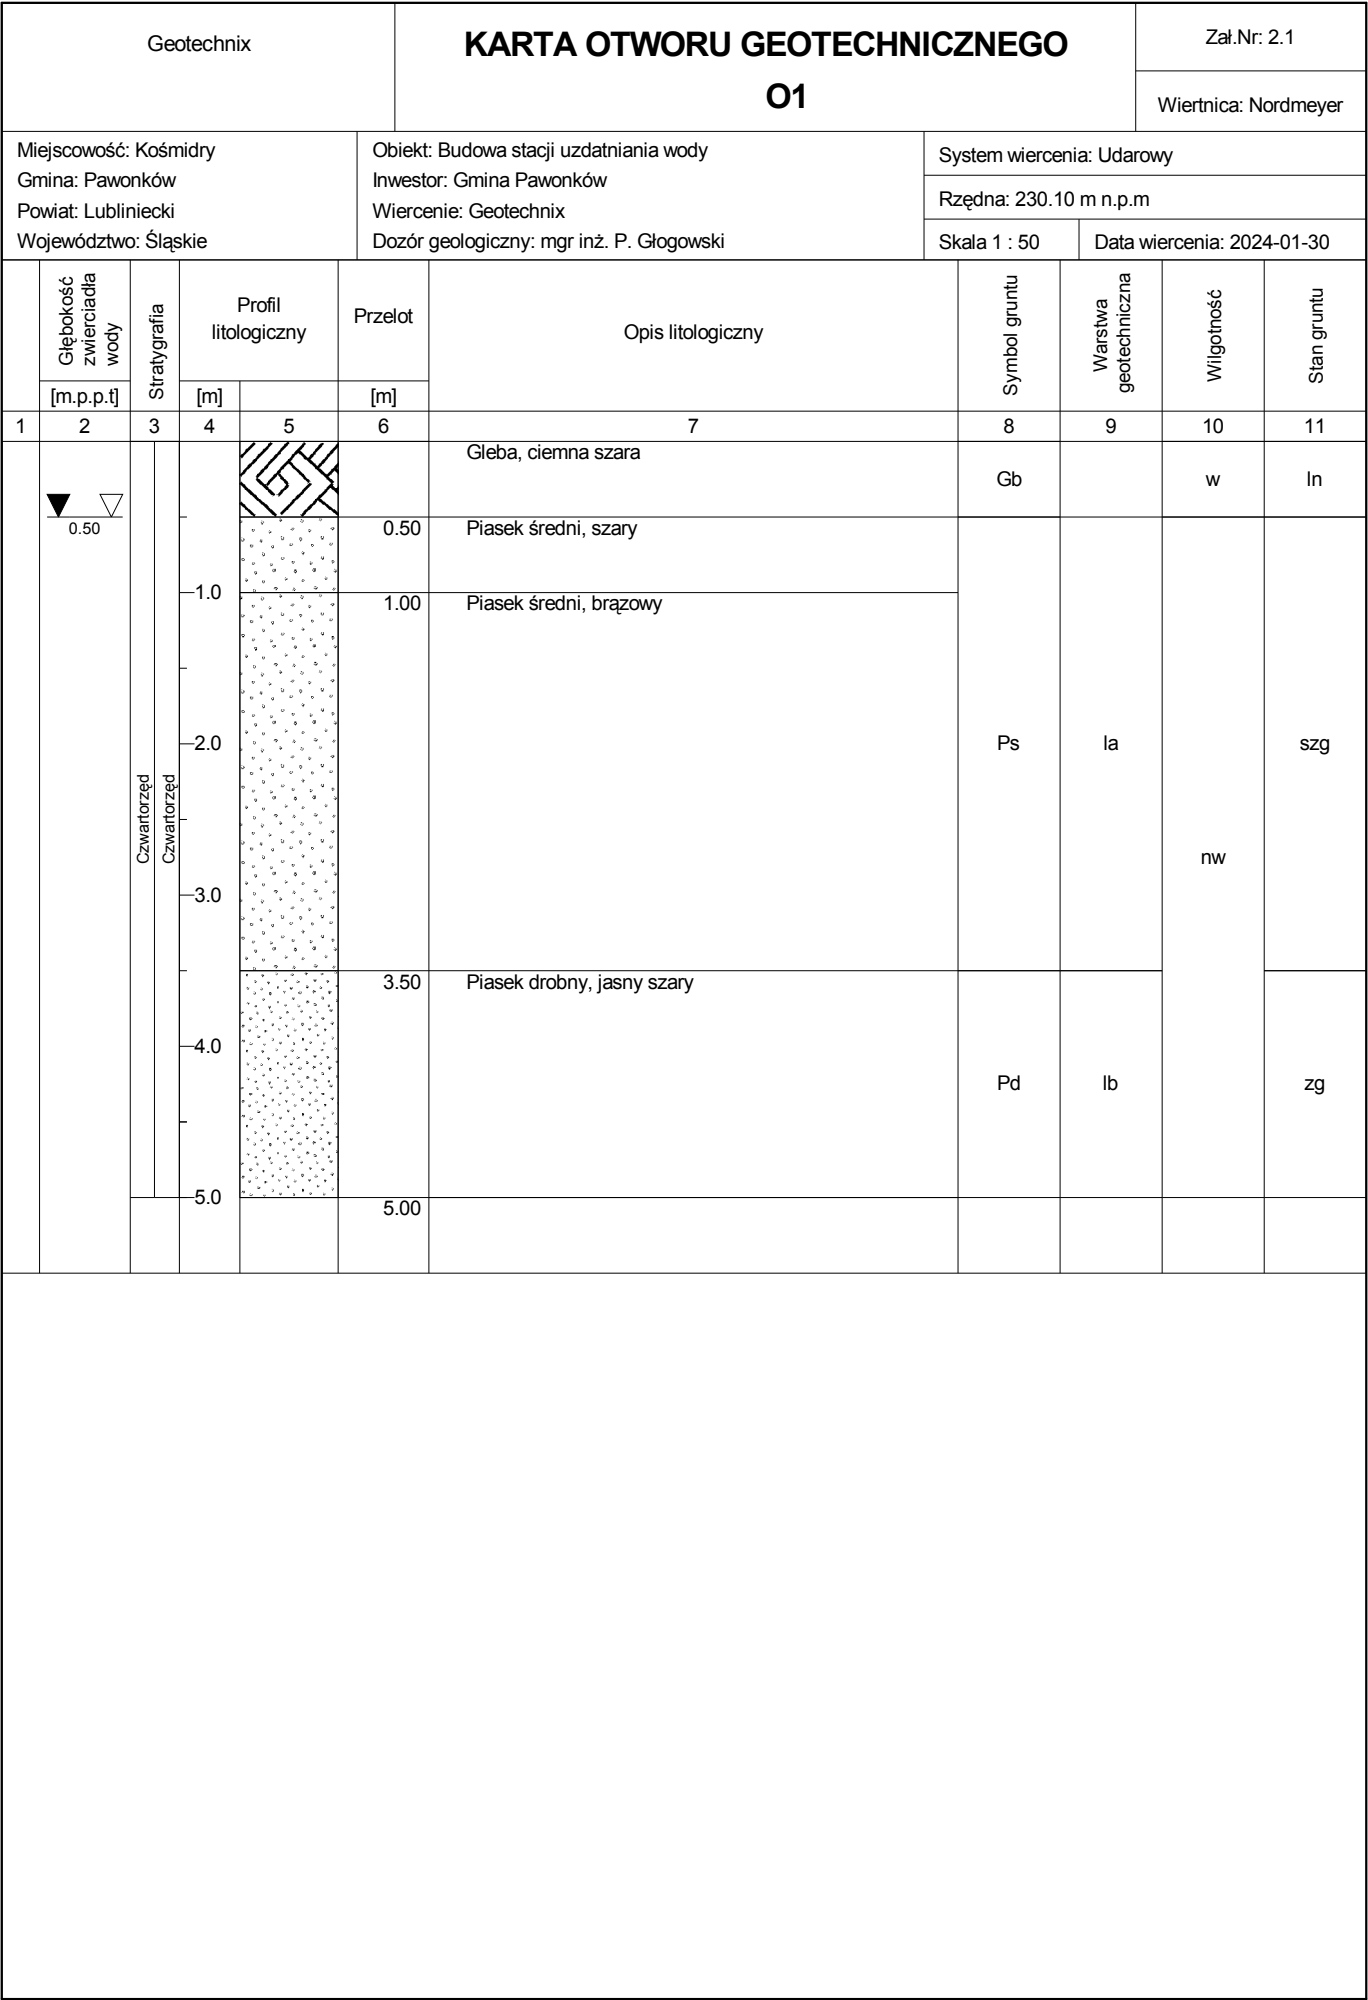 Geotechnix
KARTA OTWORU GEOTECHNICZNEGO
O1
Zał.Nr: 2.1
Wiertnica: Nordmeyer
Miejscowość: Kośmidry
Gmina: Pawonków
Powiat: Lubliniecki
Województwo: Śląskie
Obiekt: Budowa stacji uzdatniania wody
Inwestor: Gmina Pawonków
Wiercenie: Geotechnix
Dozór geologiczny: mgr inż. P. Głogowski
System wiercenia: Udarowy
Rzędna: 230.10 m n.p.m
Skala 1 : 50
Data wiercenia: 2024-01-30
Głębokość
zwierciadła
wody
[m.p.p.t]
Stratygrafia
Profil
litologiczny
[m]
Przelot
[m]
Opis litologiczny
Symbol gruntu
Warstwa
geotechniczna
Wilgotność
Stan gruntu
1 2 3 4 5 6 7 8 9 10 11
Gleba, ciemna szara
Gb w ln
0.50
0.50 Piasek średni, szary
1.0
1.00 Piasek średni, brązowy
2.0
Ps Ia szg
Czwartorzęd
Czwartorzęd
nw
3.0
3.50 Piasek drobny, jasny szary
4.0
Pd Ib zg
5.0
5.00